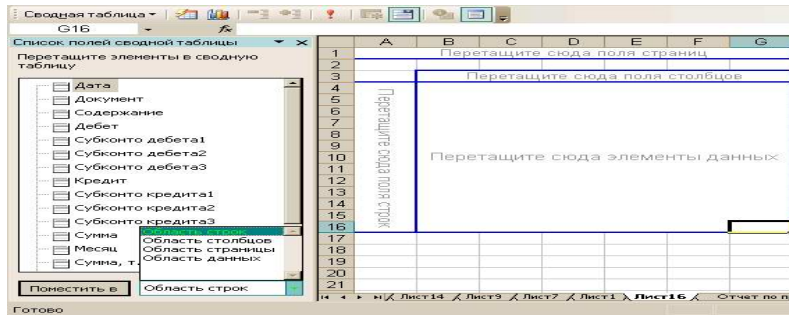 Сводная таблица
G16 fx
Список полей сводной таблицы
Перетащите элементы в сводную
таблицу
Дата
Документ
Содержание
Дебет
Субконто дебета1
Субконто дебета2
Субконто дебета3
Кредит
Субконто кредита1
Субконто кредита2
Субконто кредита3
Сумма
Месяц
Сумма, т.
Область строк
Область столбцов
Область страницы
Область данных
Поместить в
Область строк
A B C D E F G
1
2
3
4
5
6
7
8
9
10
11
12
13
14
15
16
17
18
19
20
21
Перетащите сюда поля страниц
Перетащите сюда поля столбцов
Перетащите сюда поля строк
Перетащите сюда элементы данных
Лист14 Лист9 Лист7 Лист1 Лист16 Отчет по п
Готово